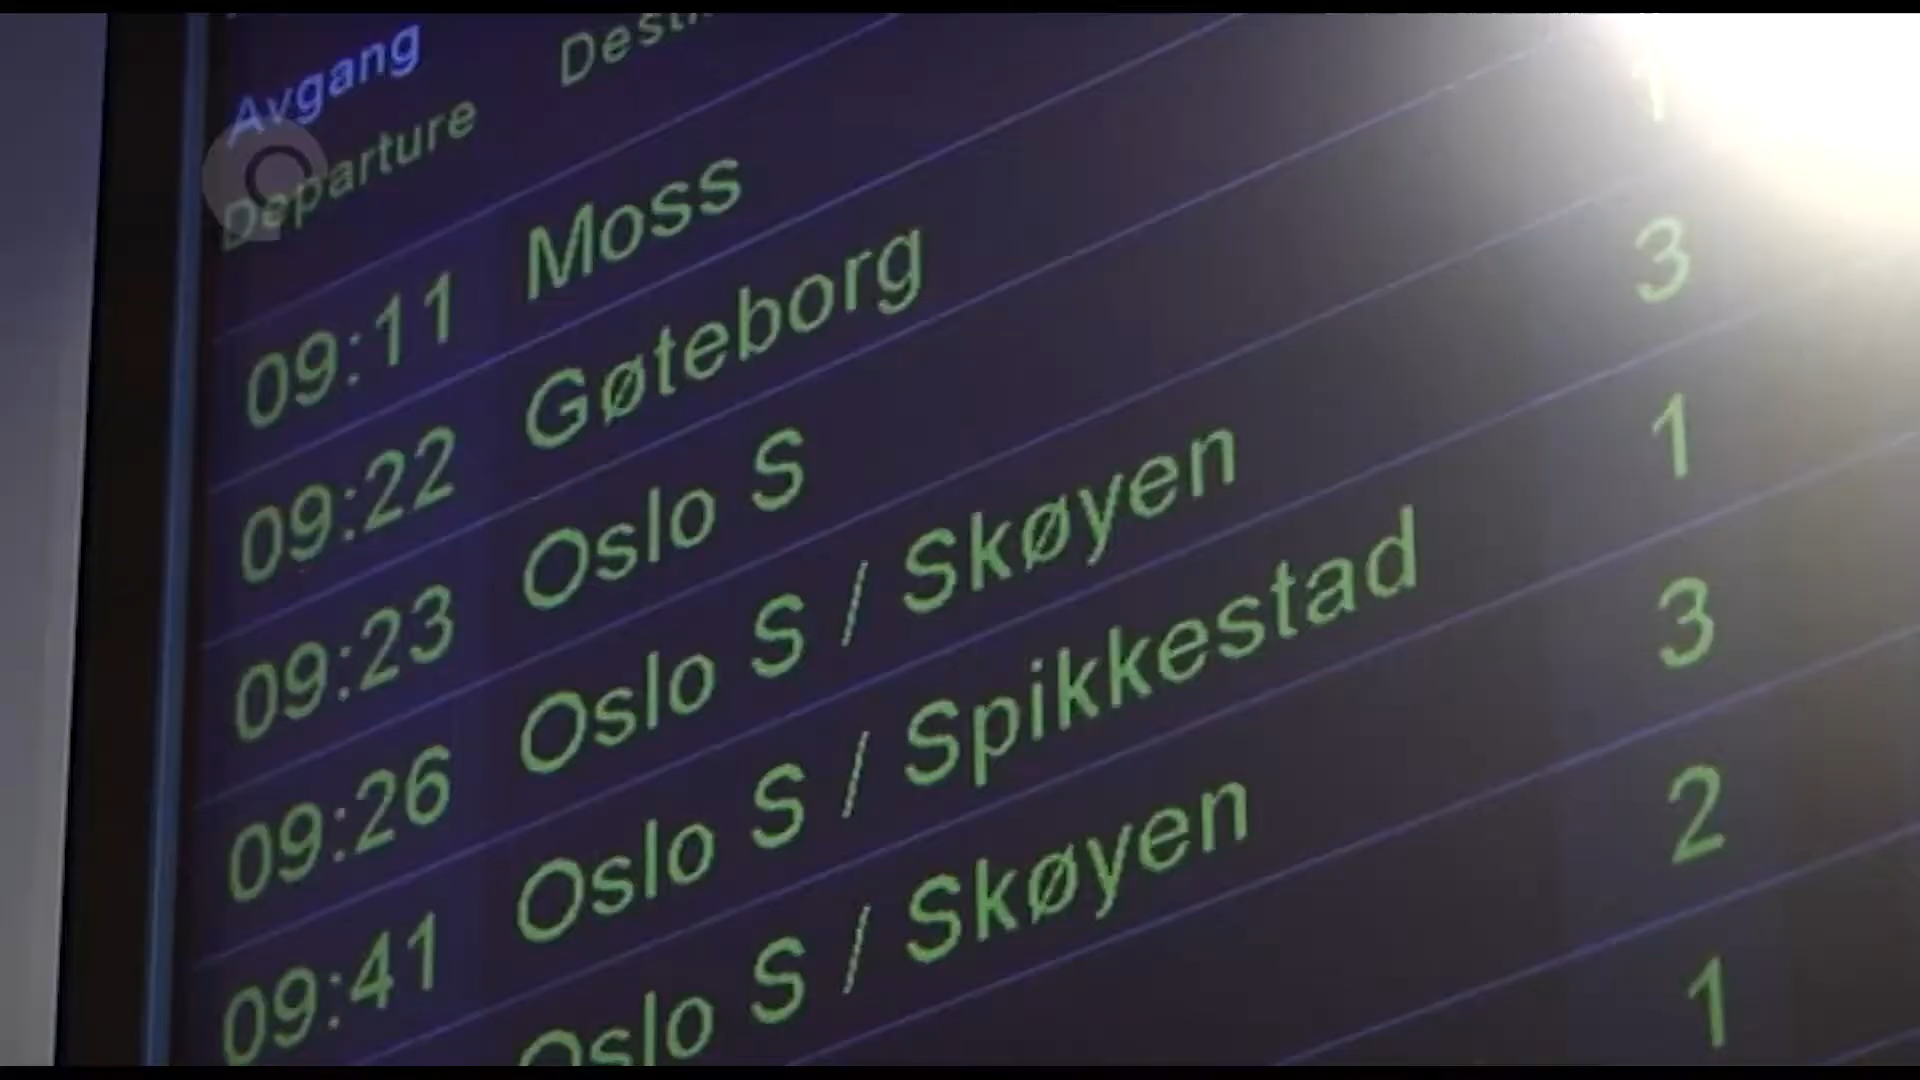 Avgang
Departure
09:11 Moss
09:22 Gøteborg
09:23 Oslo S 1
09:26 Oslo S / Skøyen 3
09:41 Oslo S / Spikkestad 1
Oslo S / Skøyen 3
2
1